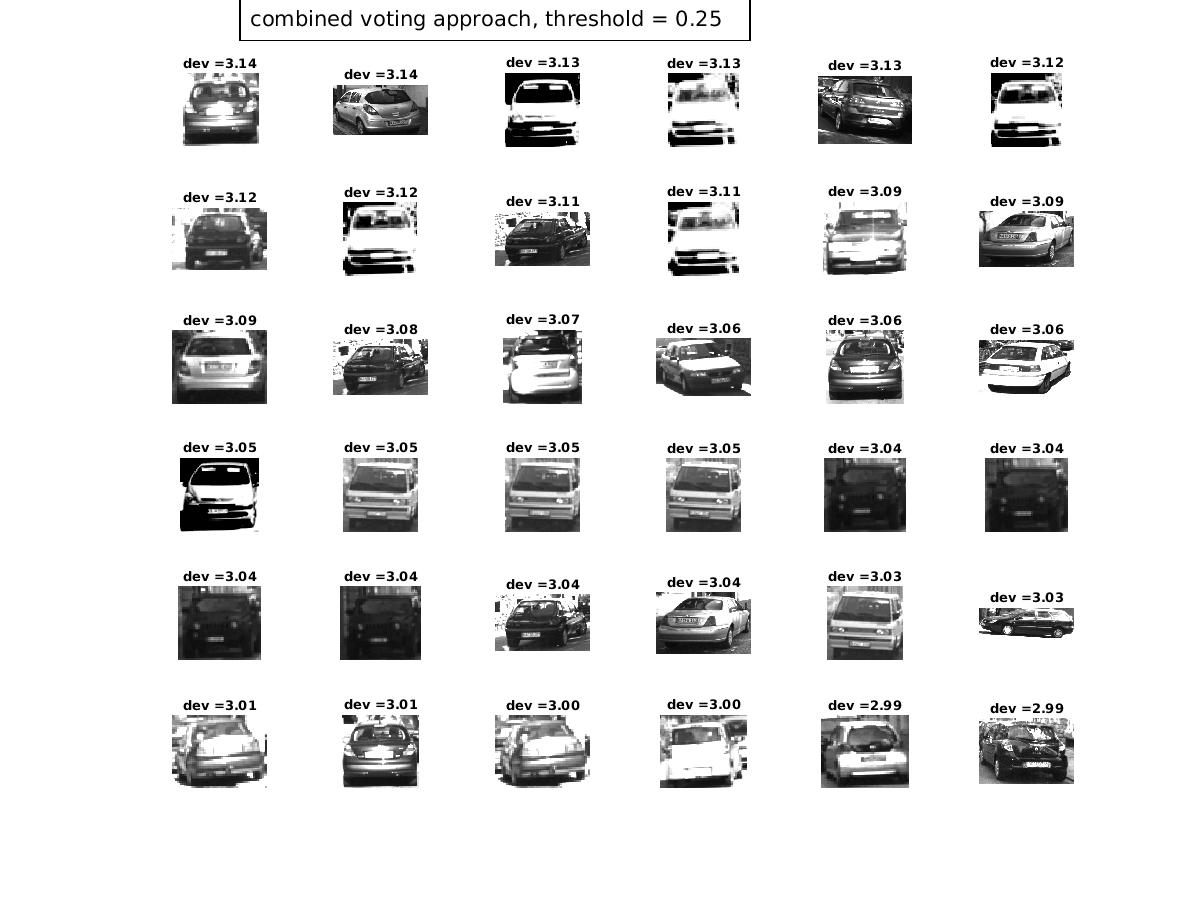 combined voting approach, threshold = 0.25
dev =3.14 dev =3.14 dev =3.13 dev =3.13 dev =3.13 dev =3.12
dev =3.12 dev =3.12 dev =3.11 dev =3.11 dev =3.09 dev =3.09
dev =3.09 dev =3.08 dev =3.07 dev =3.06 dev =3.06 dev =3.06
dev =3.05 dev =3.05 dev =3.05 dev =3.05 dev =3.04 dev =3.04
dev =3.04 dev =3.04 dev =3.04 dev =3.04 dev =3.03 dev =3.03
dev =3.01 dev =3.01 dev =3.00 dev =3.00 dev =2.99 dev =2.99